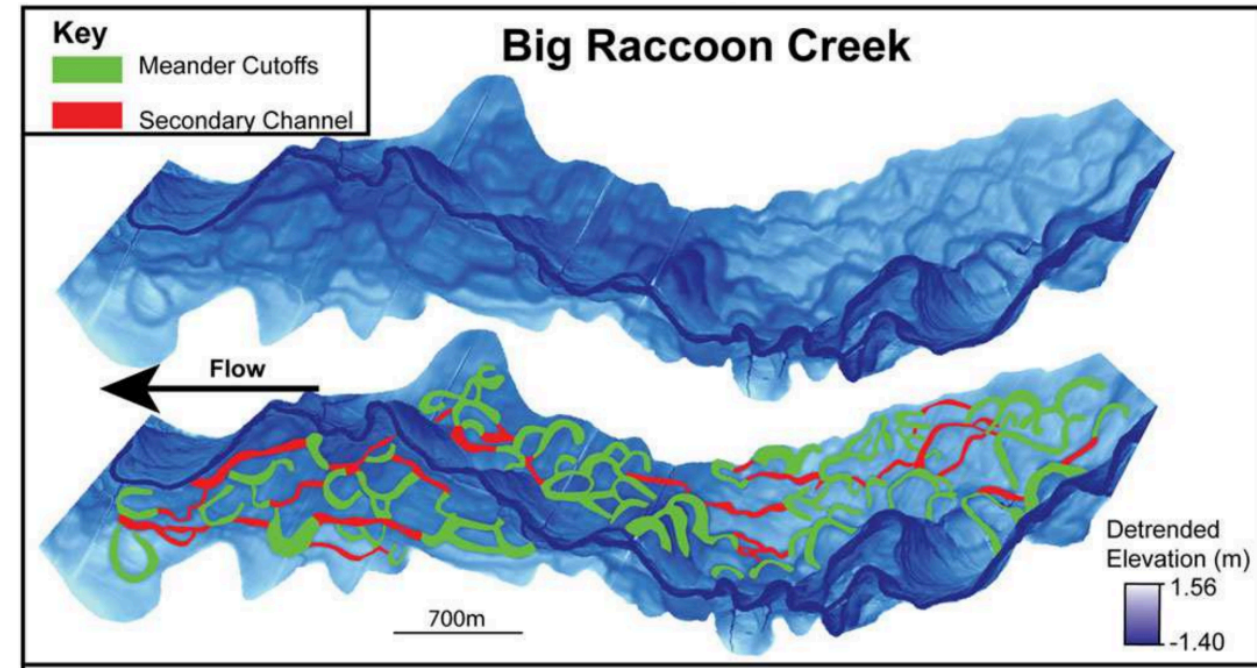 Key
Meander Cutoffs
Secondary Channel
Big Raccoon Creek
Flow
700m
Detrended
Elevation (m)
1.56
-1.40